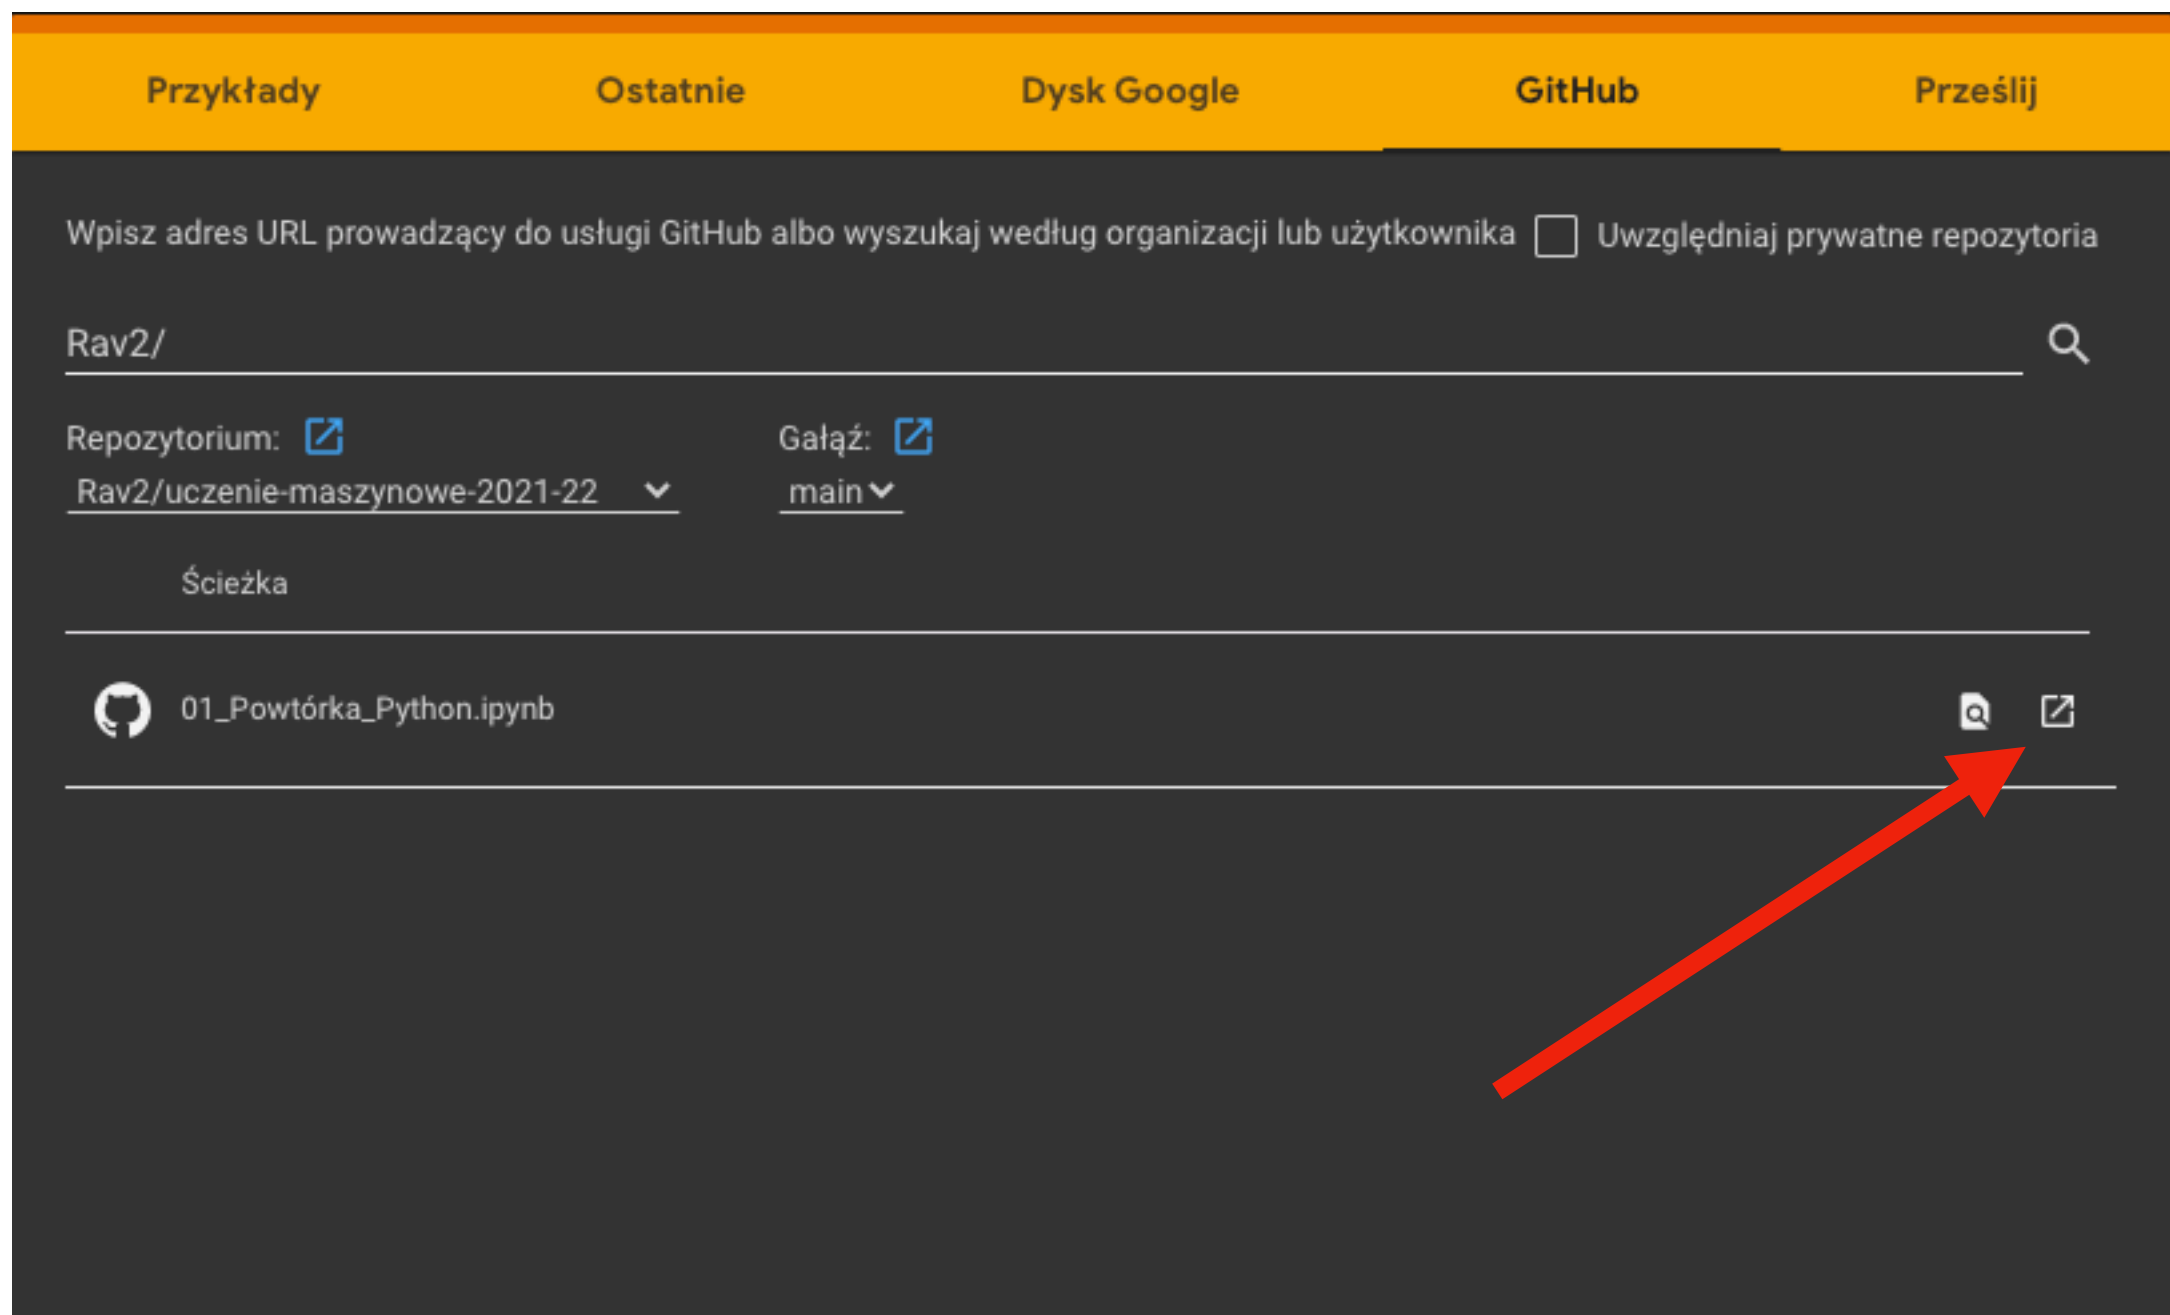 Przykłady Ostatnie Dysk Google GitHub Prześlij
Wpisz adres URL prowadzący do usługi GitHub albo wyszukaj według organizacji lub użytkownika Uwzględniaj prywatne repozytoria
Rav2/
Repozytorium: Gałąź:
Rav2/uczenie-maszynowe-2021-22 main
Ścieżka
01_Powtórka_Python.ipynb